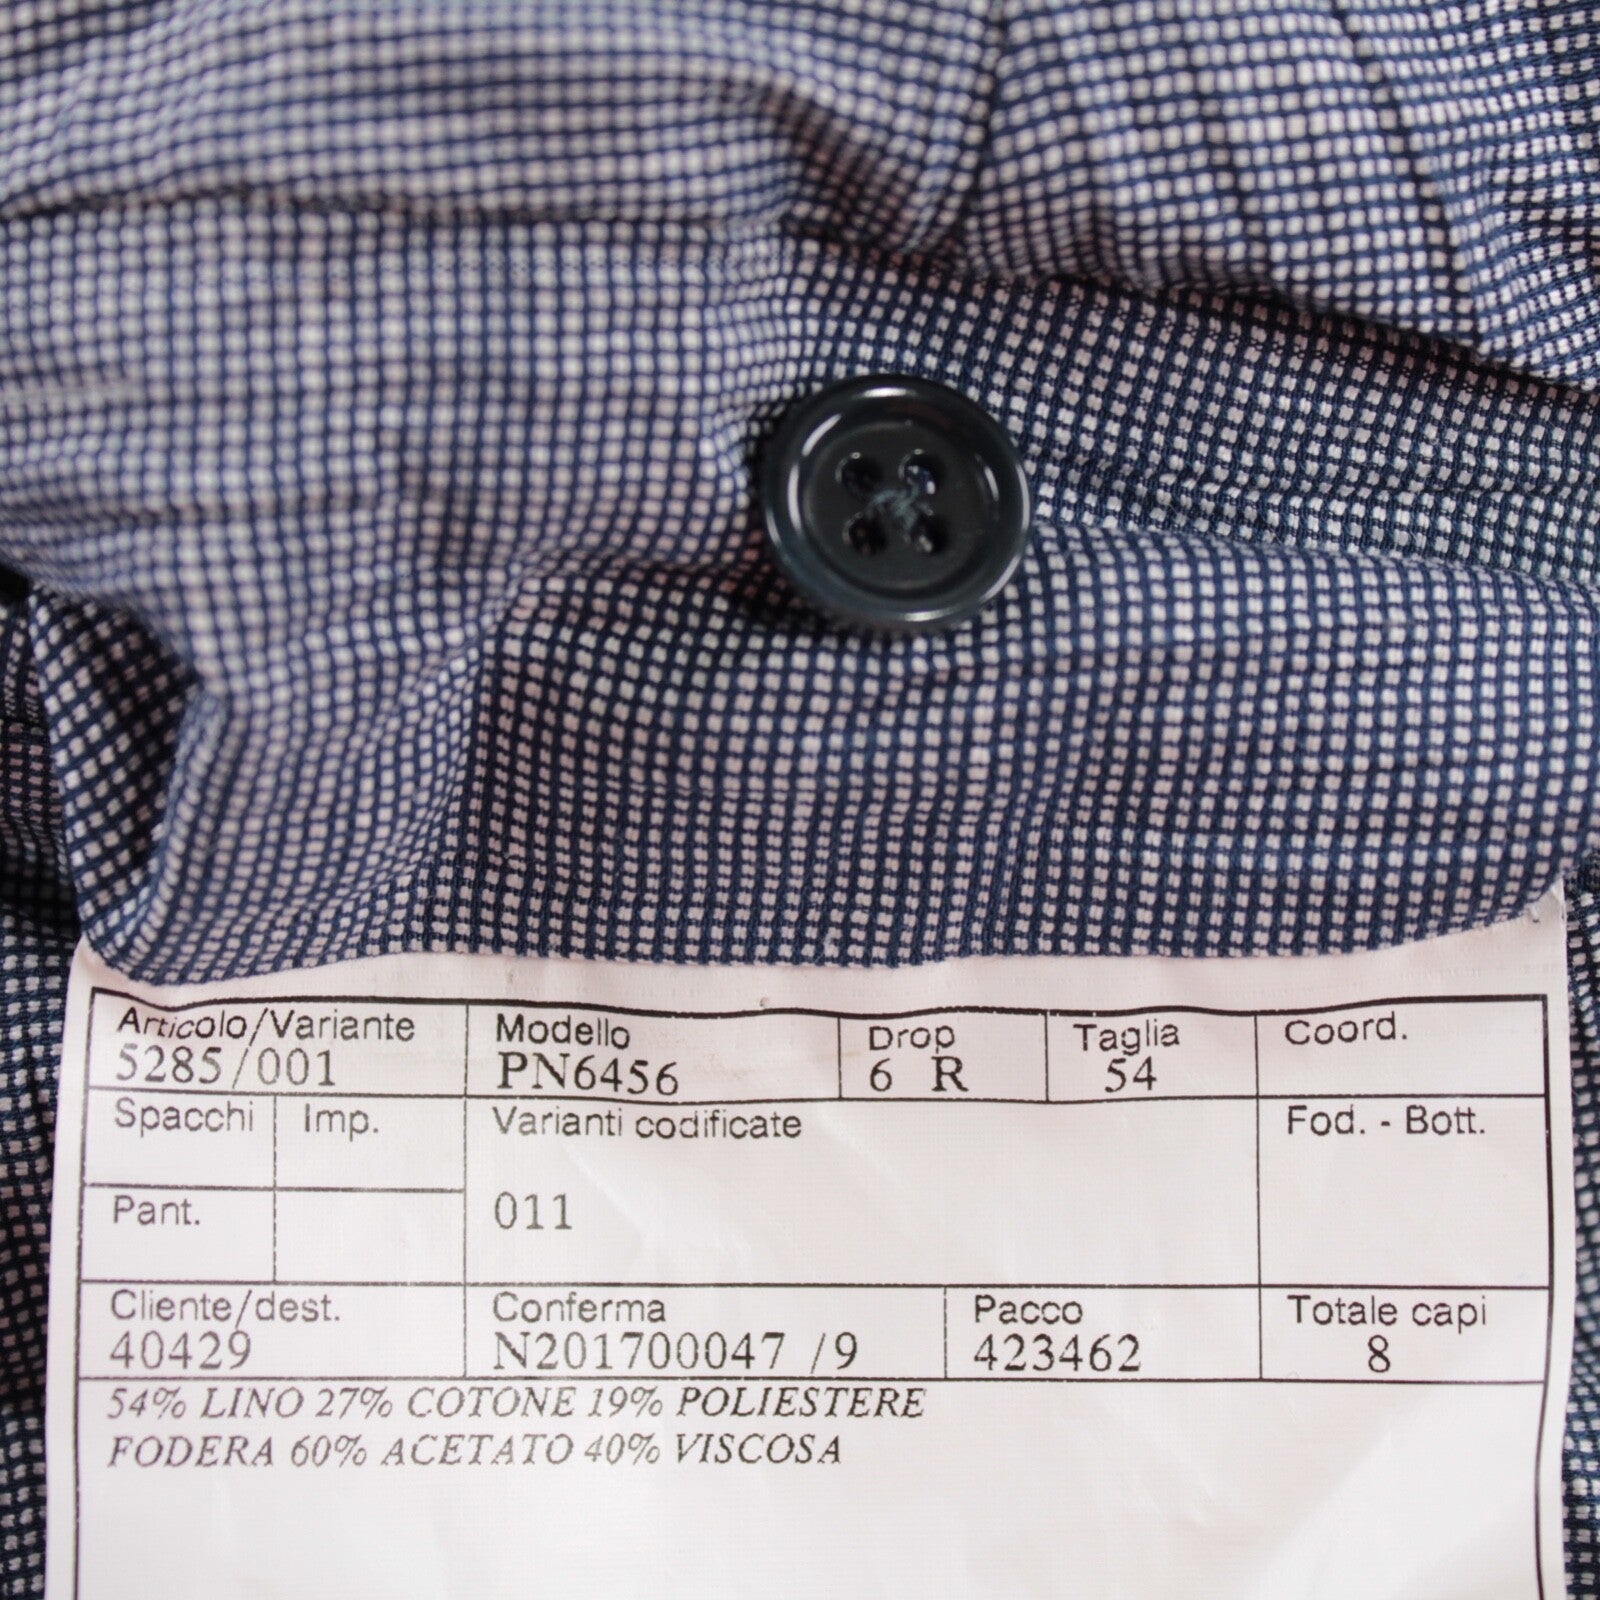 Articolo/Variante Modello Drop Taglia Coord.
5285/001 PN6456 6 R 54
Spacchi Imp. Varianti codificate Fod. - Bott.
Pant. 011
Cliente/dest. Conferma Pacco Totale capi
40429 N201700047 /9 423462 8
54% LINO 27% COTONE 19% POLIESTERE
FODERA 60% ACETATO 40% VISCOSA